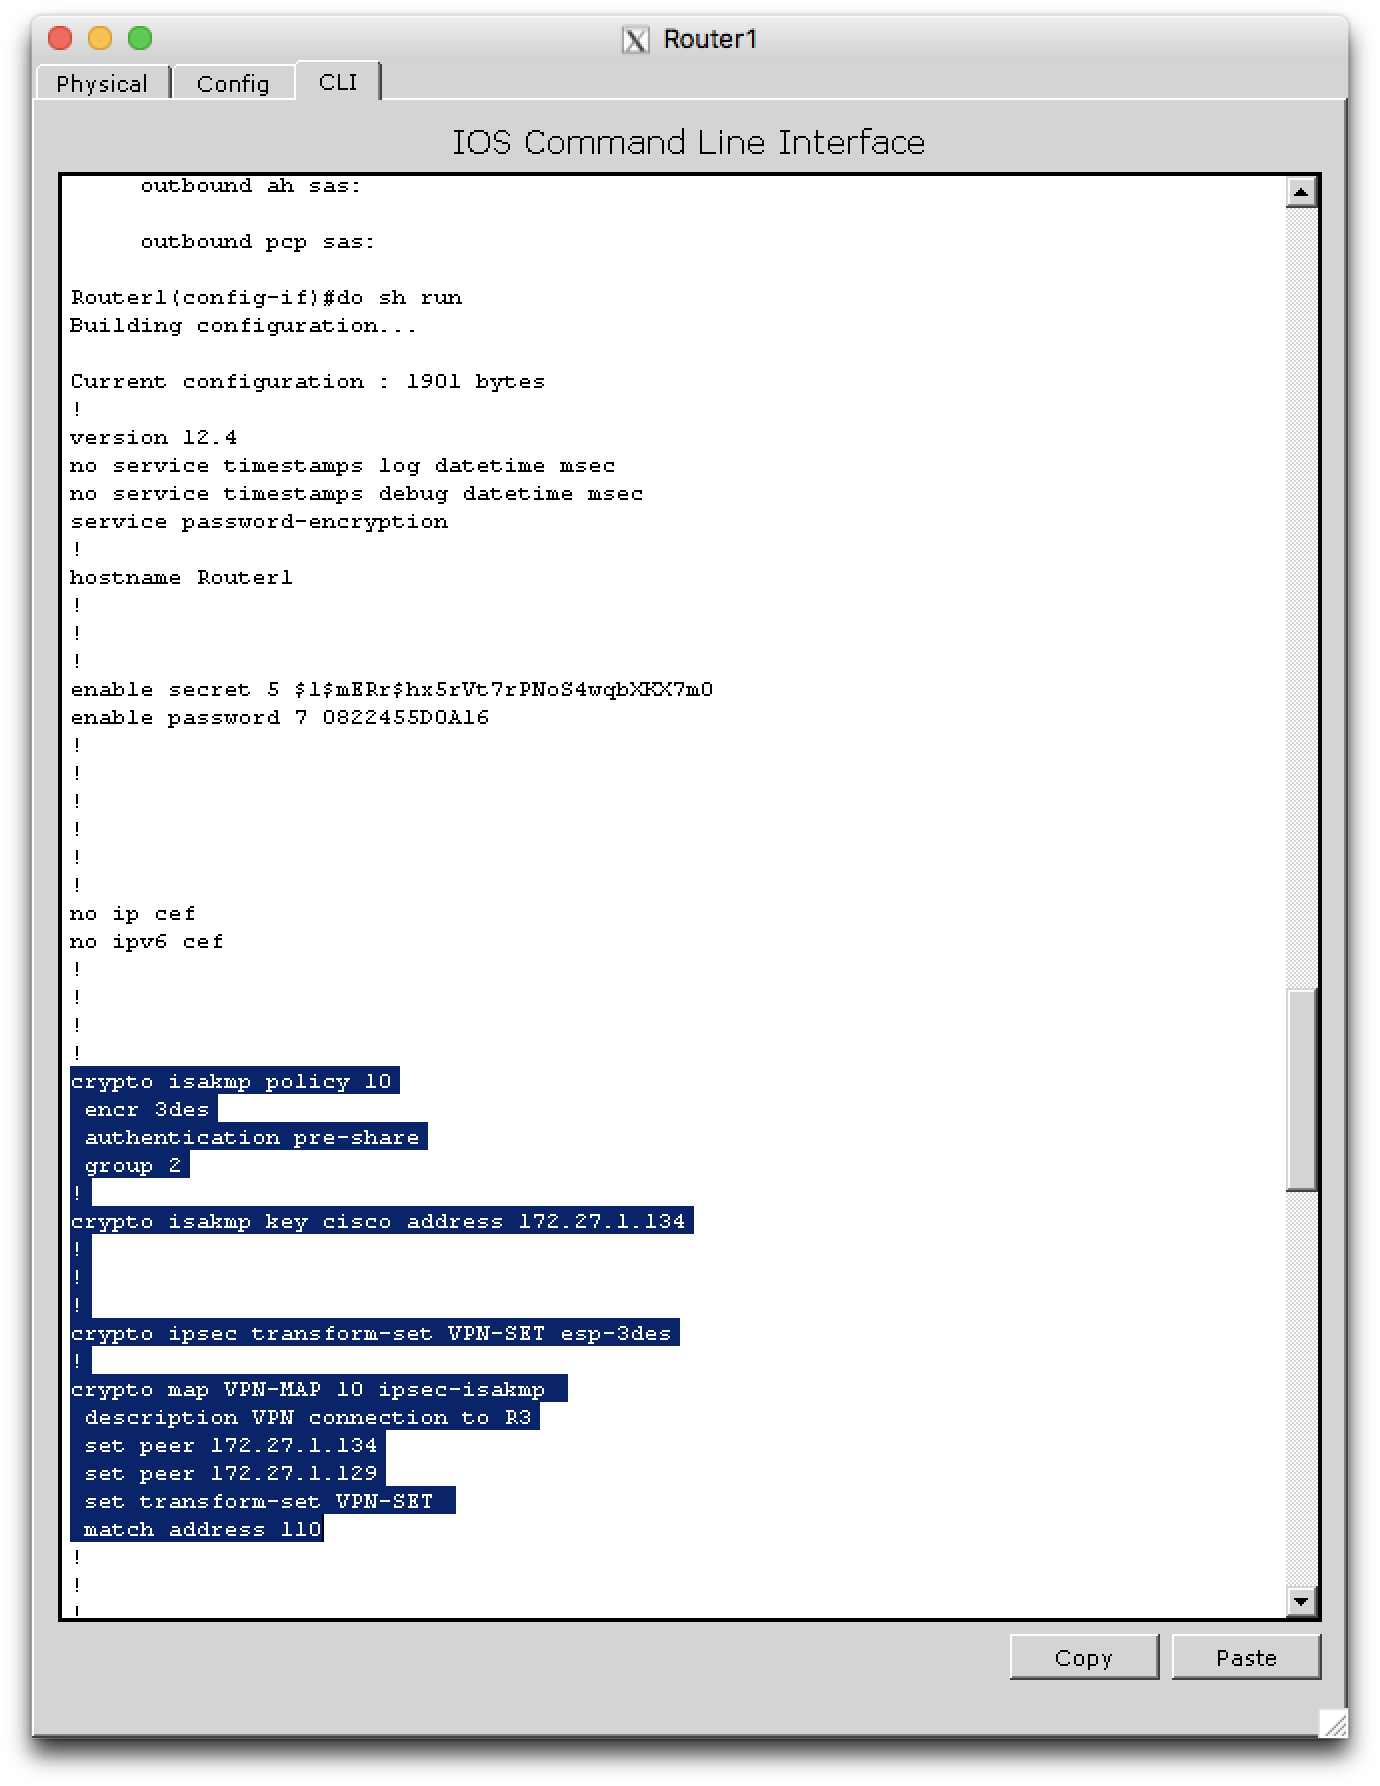 Router1
Physical
Config
CLI
IOS Command Line Interface
outbound ah sas:
outbound pcp sas:
Router1(config-if)#do sh run
Building configuration...
Current configuration : 1901 bytes
!
version 12.4
no service timestamps log datetime msec
no service timestamps debug datetime msec
service password-encryption
!
hostname Router1
!
!
!
enable secret 5 $1$mERr$hx5rVt7rPNoS4wqbXKX7m0
enable password 7 0822455D0A16
!
!
!
!
!
!
no ip cef
no ipv6 cef
!
!
!
!
crypto isakmp policy 10
encr 3des
authentication pre-share
group 2
!
crypto isakmp key cisco address 172.27.1.134
!
!
!
crypto ipsec transform-set VPN-SET esp-3des
!
crypto map VPN-MAP 10 ipsec-isakmp
description VPN connection to R3
set peer 172.27.1.134
set peer 172.27.1.129
set transform-set VPN-SET
match address 110
!
!
!
Copy
Paste